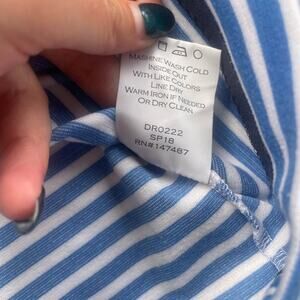 MACHINE WASH COLD
INSIDE OUT
WITH LIKE COLORS
LINE DRY
WARM IRON IF NEEDED
OR DRY CLEAN
DR0222
SP18
RN#147487